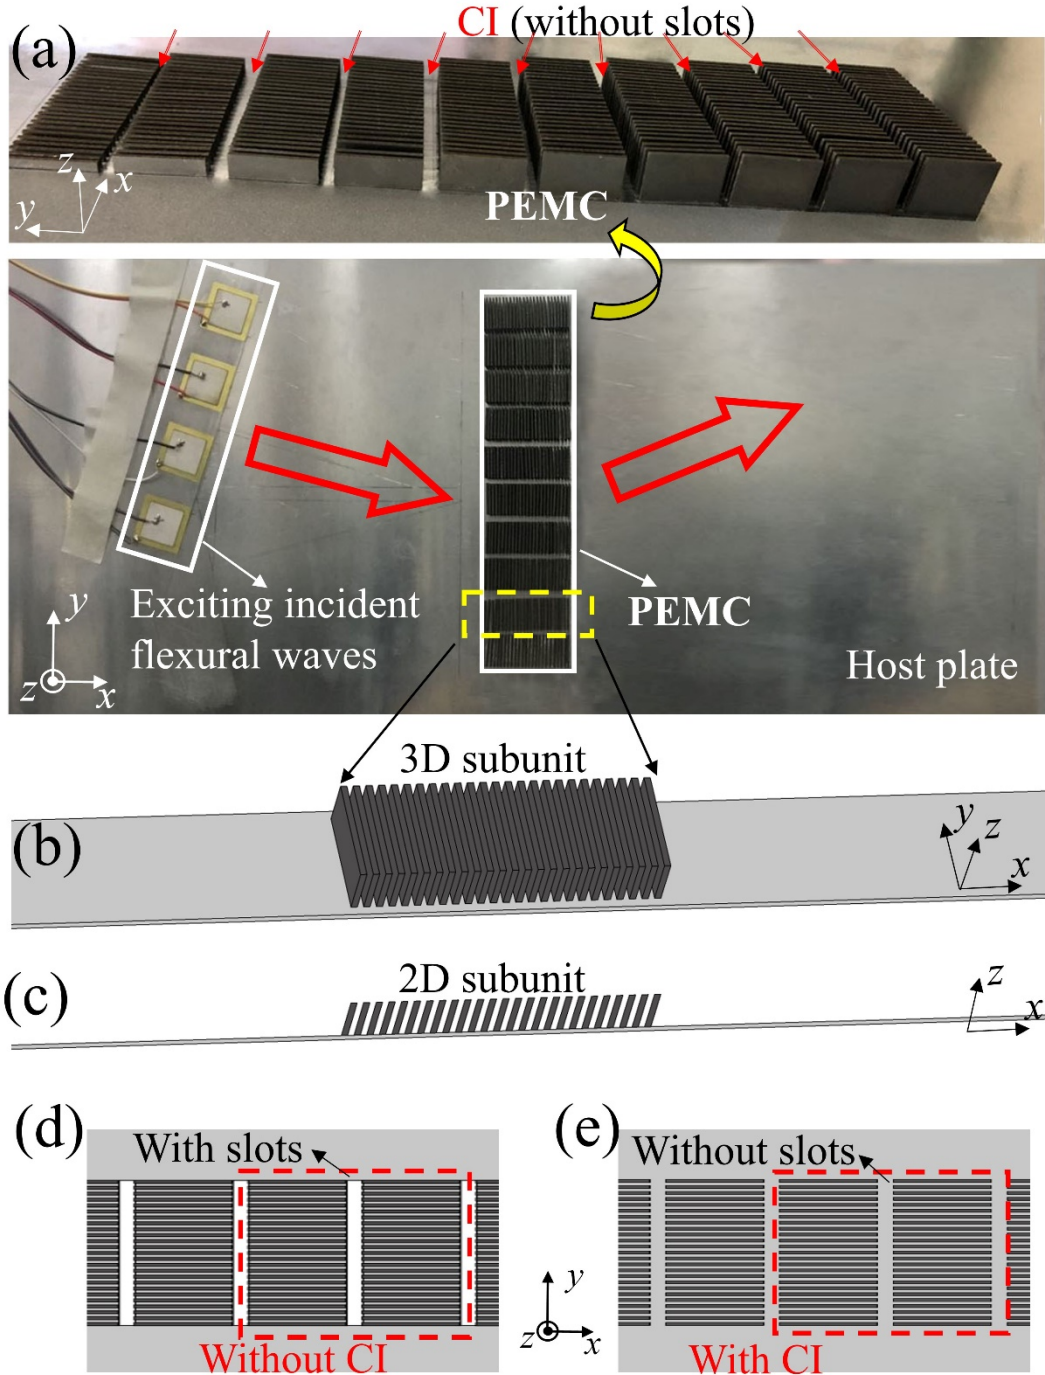 CI (without slots)
(a)
z
x
y
PEMC
Exciting incident
flexural waves
PEMC
y
z
x
Host plate
3D subunit
(b)
y
z
x
2D subunit
(c)
z
x
(d)
With slots
Without CI
(e)
Without slots
With CI
y
z
x